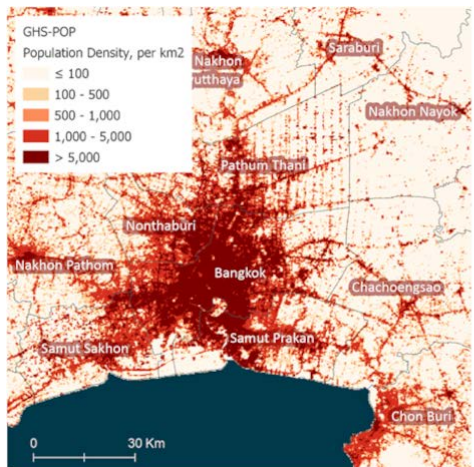 GHS-POP
Population Density, per km2
≤ 100
100 - 500
500 - 1,000
1,000 - 5,000
> 5,000
Saraburi
Nakhon
rutthaya
Nakhon Nayok
Pathum Thani
Nonthaburi
Nakhon Pathom
Bangkok
Chachoengsao
Samut Prakan
Samut Sakhon
Chon Buri
0 30 Km